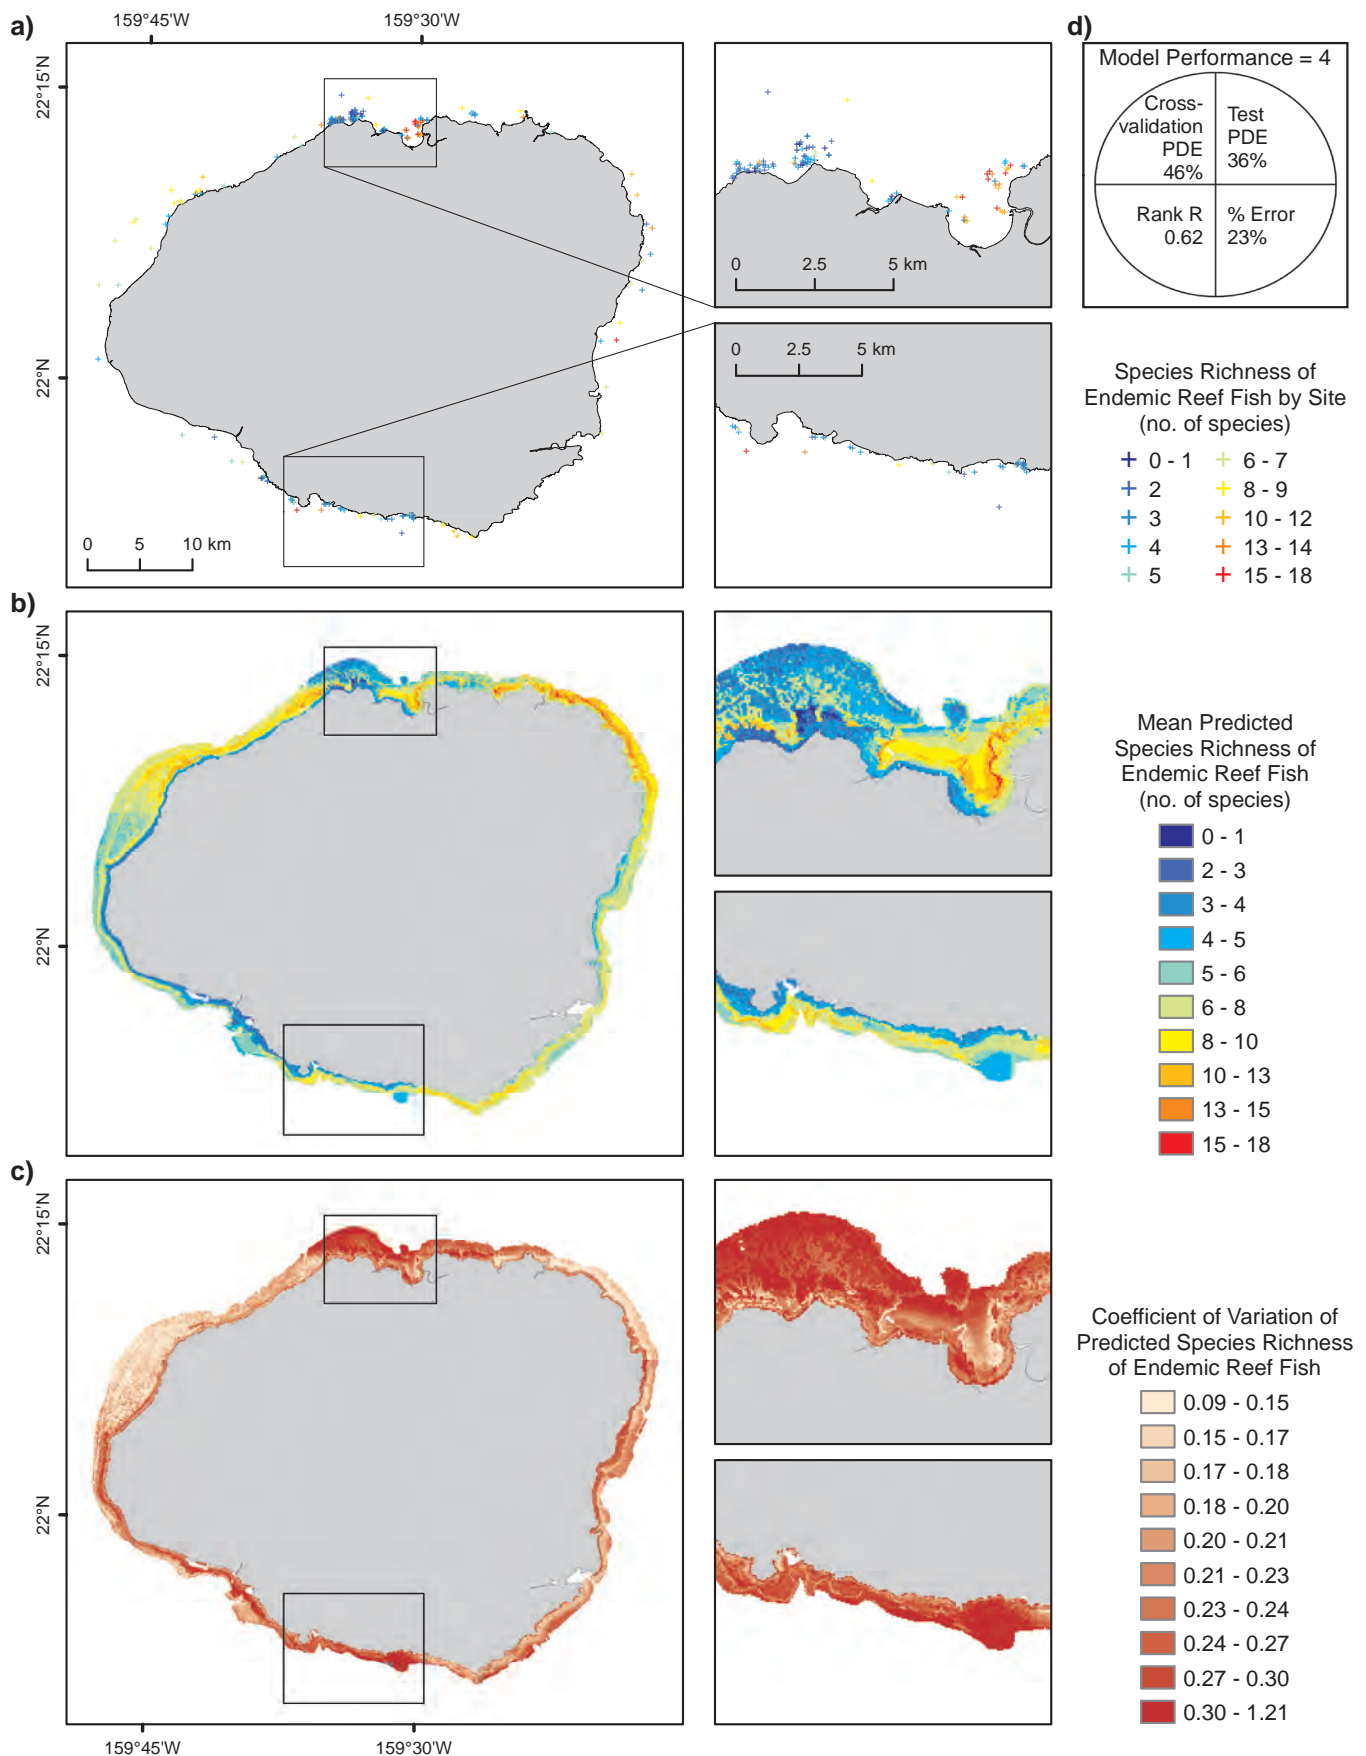 a)
159°45'W
159°30'W
22°15'N
22°N
0 5 10 km
0 2.5 5 km
0 2.5 5 km
d)
Model Performance = 4
Cross-
validation
PDE
46%
Test
PDE
36%
Rank R
0.62
% Error
23%
Species Richness of
Endemic Reef Fish by Site
(no. of species)
0 - 1
2
3
4
5
6 - 7
8 - 9
10 - 12
13 - 14
15 - 18
b)
22°15'N
22°N
Mean Predicted
Species Richness of
Endemic Reef Fish
(no. of species)
0 - 1
2 - 3
3 - 4
4 - 5
5 - 6
6 - 8
8 - 10
10 - 13
13 - 15
15 - 18
c)
22°15'N
22°N
159°45'W
159°30'W
Coefficient of Variation of
Predicted Species Richness
of Endemic Reef Fish
0.09 - 0.15
0.15 - 0.17
0.17 - 0.18
0.18 - 0.20
0.20 - 0.21
0.21 - 0.23
0.23 - 0.24
0.24 - 0.27
0.27 - 0.30
0.30 - 1.21